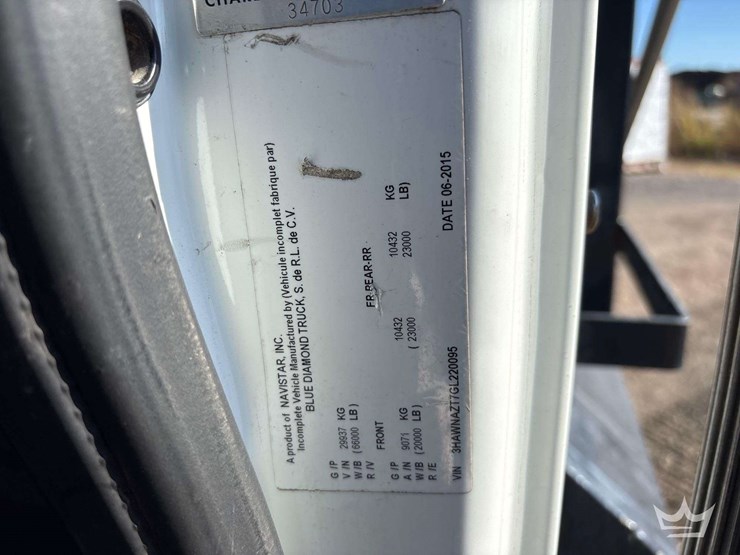 34703
A product of NAVISTAR, INC.
Incomplete Vehicle Manufactured by (Vehicule incomplet fabrique par)
BLUE DIAMOND TRUCK, S. de R.L. de C.V.
G / P
V / N 29937 KG
W / B ( 66000 LB )
R / V
FRONT FR-REAR-RR
G / P
A / N 9071 KG 10432 10432 KG
W / B ( 20000 LB ) ( 23000 23000 LB)
R / E
VIN 3HAWNAZT7GL220095 DATE 06-2015